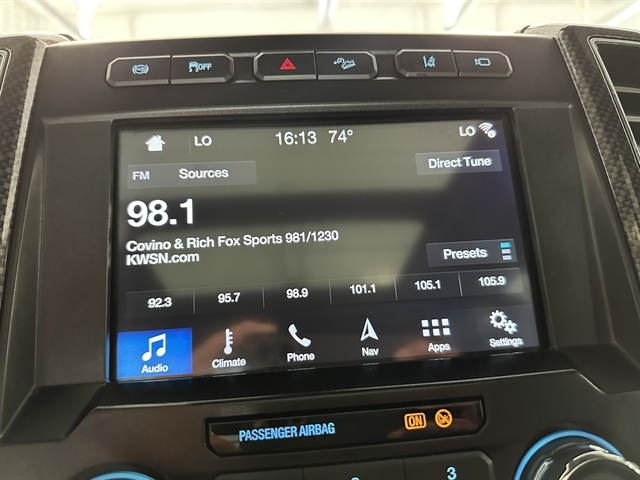 OFF
LO 16:13 74° LO
FM Sources Direct Tune
98.1
Covino & Rich Fox Sports 981/1230
KWSN.com
Presets
92.3 95.7 98.9 101.1 105.1 105.9
Audio Climate Phone Nav Apps Settings
PASSENGER AIRBAG ON
3